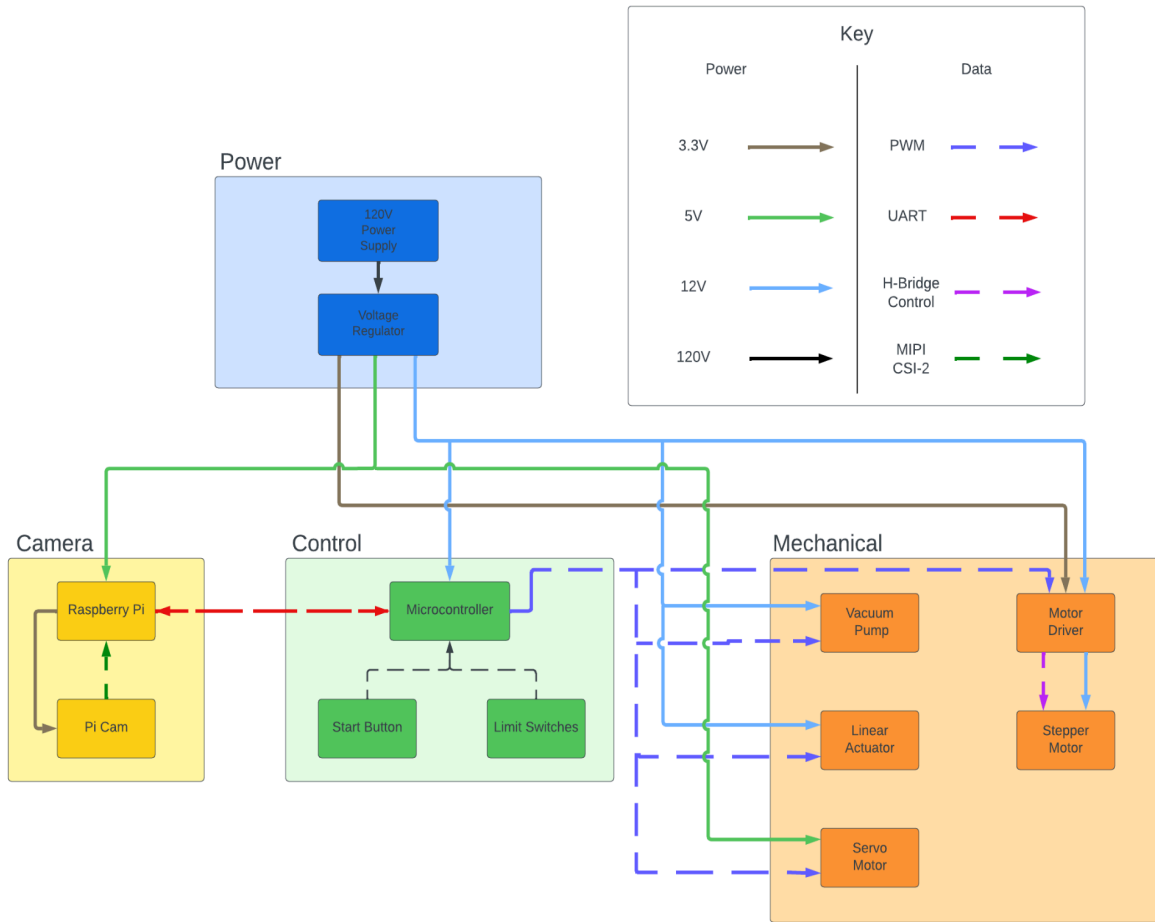 Key
Power
Data
3.3V
PWM
5V
UART
12V
H-Bridge
Control
120V
MIPI
CSI-2
Power
120V
Power
Supply
Voltage
Regulator
Camera
Raspberry Pi
Pi Cam
Control
Microcontroller
Start Button
Limit Switches
Mechanical
Vacuum
Pump
Motor
Driver
Linear
Actuator
Stepper
Motor
Servo
Motor